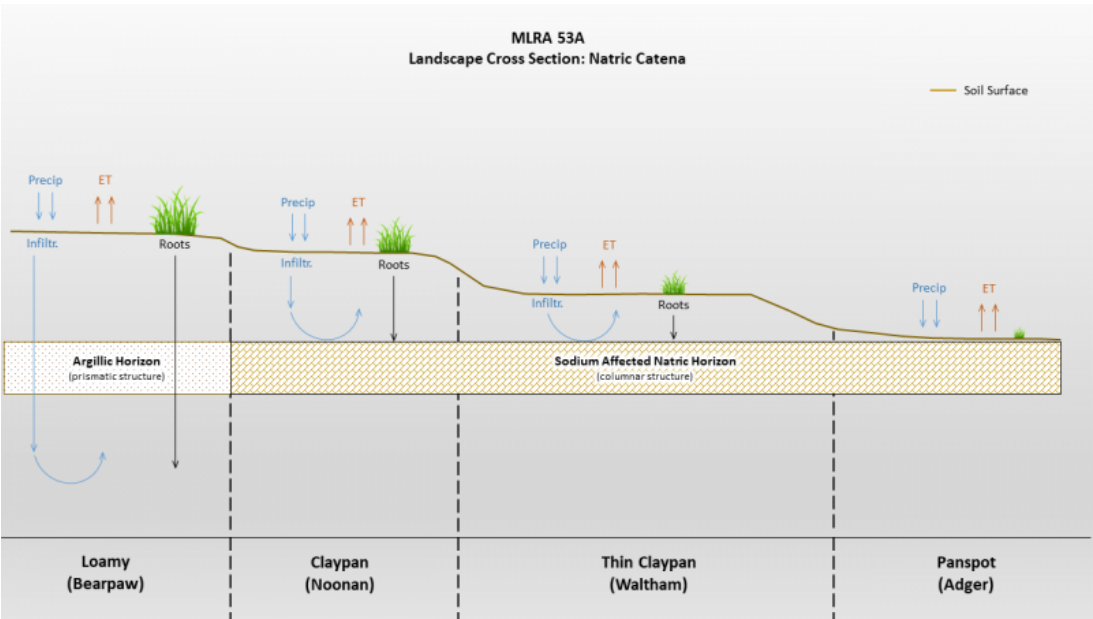 MLRA 53A
Landscape Cross Section: Natric Catena
Soil Surface
Precip
ET
Infiltr.
Roots
Precip
ET
Infiltr.
Roots
Precip
ET
Infiltr.
Roots
Precip
ET
Argillic Horizon
(prismatic structure)
Sodium Affected Natric Horizon
(columnar structure)
Loamy
(Bearpaw)
Claypan
(Noonan)
Thin Claypan
(Waltham)
Panspot
(Adger)